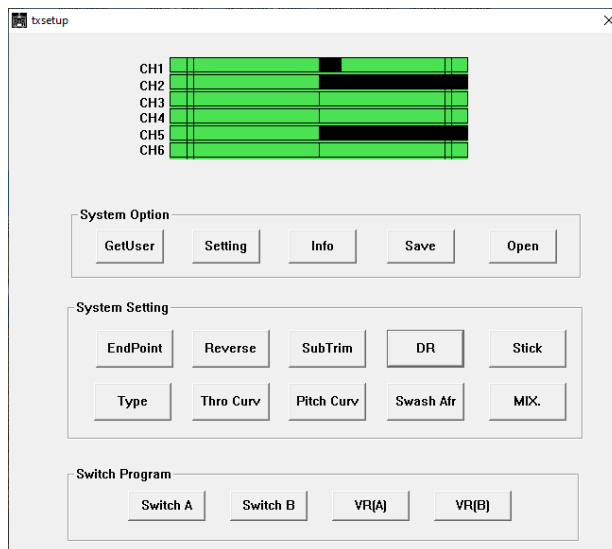 txsetup
CH1
CH2
CH3
CH4
CH5
CH6
System Option
GetUser Setting Info Save Open
System Setting
EndPoint Reverse SubTrim DR Stick
Type Thro Curv Pitch Curv Swash Afr MIX.
Switch Program
Switch A Switch B VR(A) VR(B)